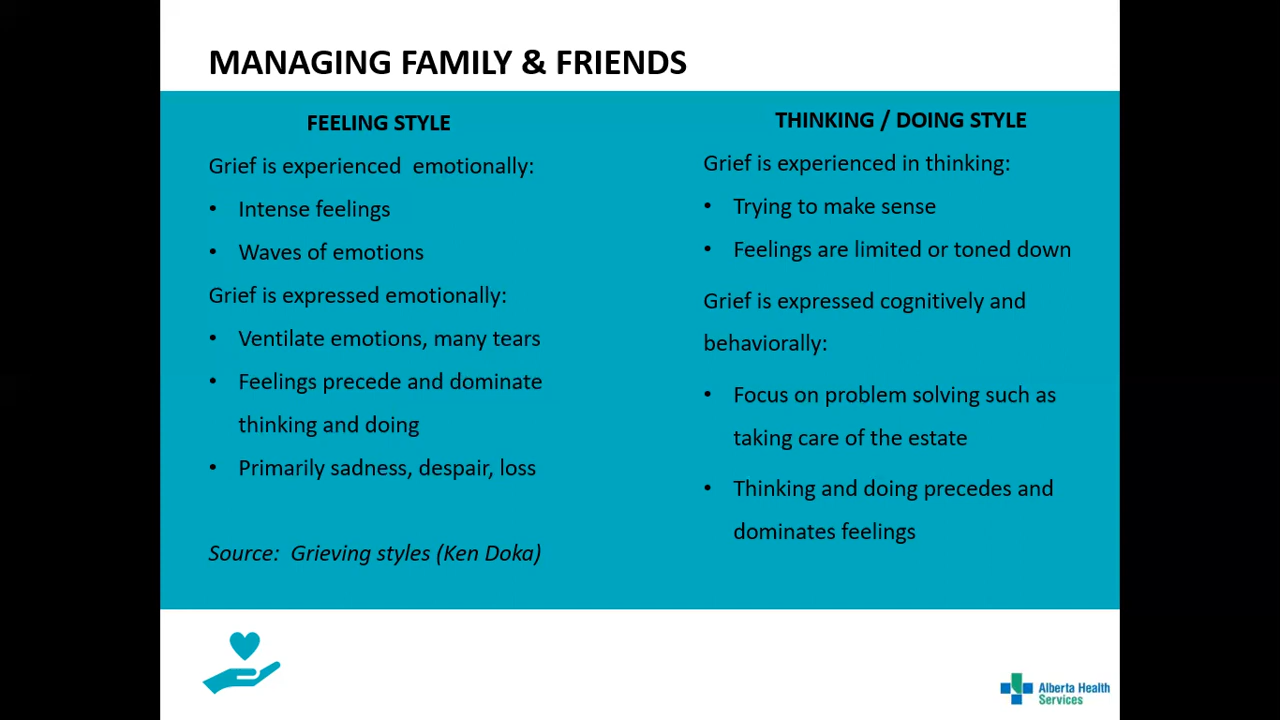 MANAGING FAMILY & FRIENDS
FEELING STYLE
Grief is experienced  emotionally:
• Intense feelings
• Waves of emotions
Grief is expressed emotionally:
• Ventilate emotions, many tears
• Feelings precede and dominate
thinking and doing
• Primarily sadness, despair, loss
Source:  Grieving styles (Ken Doka)
THINKING / DOING STYLE
Grief is experienced in thinking:
• Trying to make sense
• Feelings are limited or toned down
Grief is expressed cognitively and
behaviorally:
• Focus on problem solving such as
taking care of the estate
• Thinking and doing precedes and
dominates feelings
Alberta Health
Services